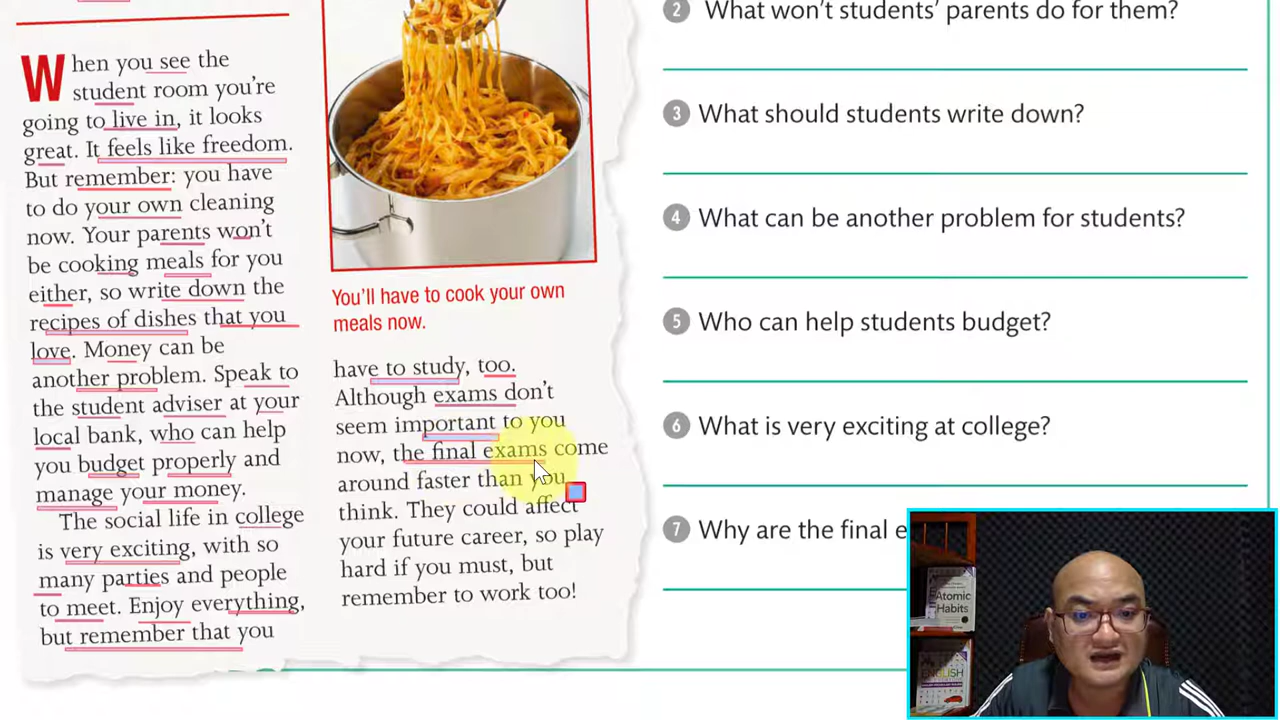 When you see the
student room you're
going to live in, it looks
great. It feels like freedom.
But remember: you have
to do your own cleaning
now. Your parents won't
be cooking meals for you
either, so write down the
recipes of dishes that you
love. Money can be
another problem. Speak to
the student adviser at your
local bank, who can help
you budget properly and
manage your money.
The social life in college
is very exciting, with so
many parties and people
to meet. Enjoy everything,
but remember that you
You'll have to cook your own
meals now.
have to study, too.
Although exams don't
seem important to you
now, the final exams come
around faster than you
think. They could affect
your future career, so play
hard if you must, but
remember to work too!
2 What won't students' parents do for them?
3 What should students write down?
4 What can be another problem for students?
5 Who can help students budget?
6 What is very exciting at college?
7 Why are the final e
Atomic
Habits
ENGLISH